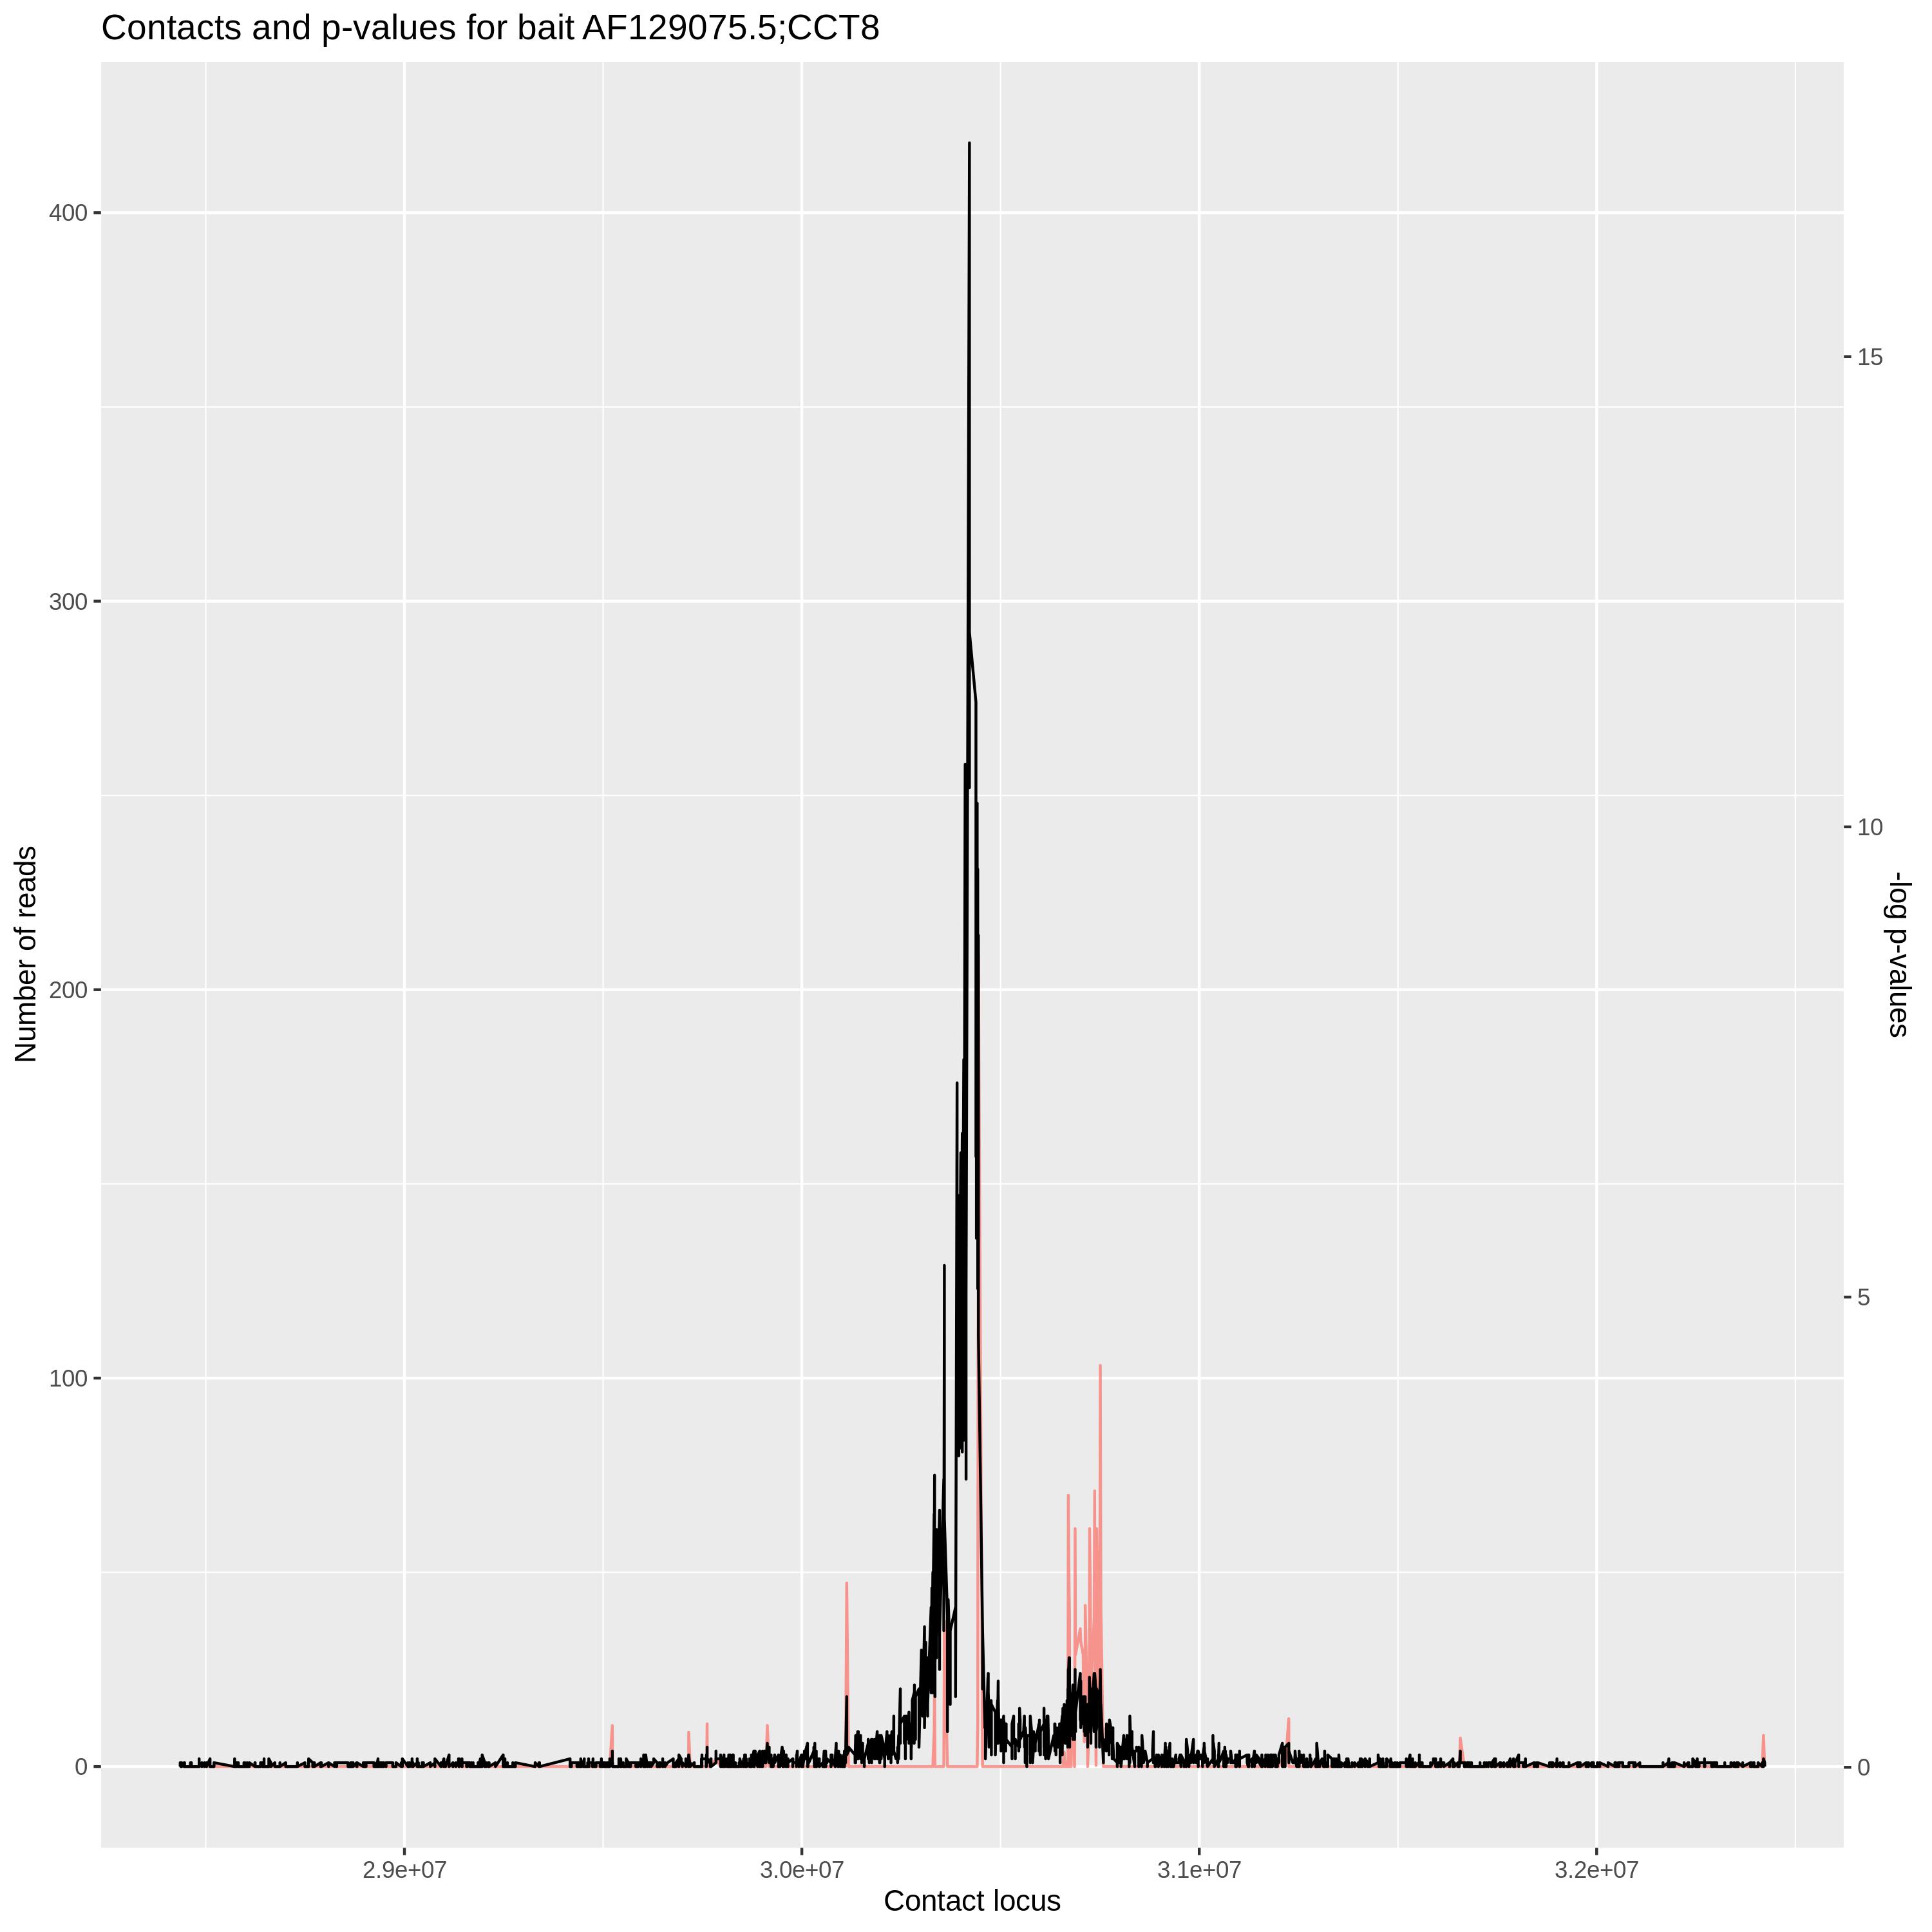 Contacts and p-values for bait AF129075.5;CCT8
400
300
200
100
0
Number of reads
15
10
5
0
-log p-values
2.9e+07
3.0e+07
3.1e+07
3.2e+07
Contact locus